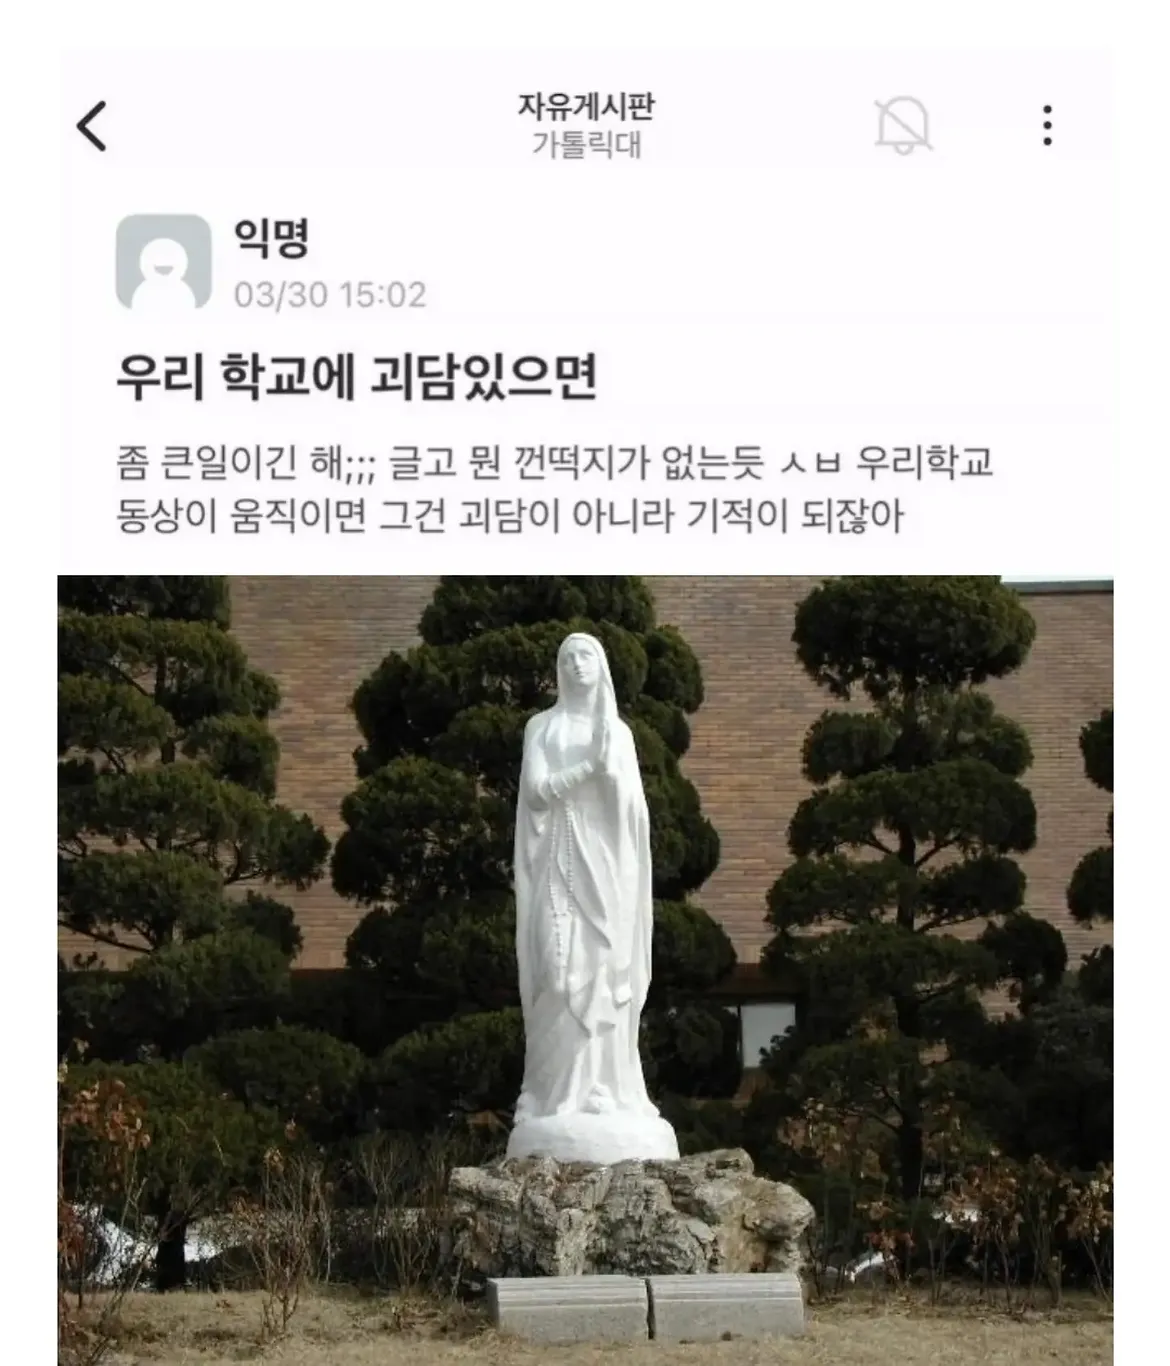 자유게시판
가톨릭대
익명
03/30 15:02
우리 학교에 괴담있으면
좀 큰일이긴 해;;; 글고 뭔 껀떡지가 없는듯 ㅅㅂ 우리학교
동상이 움직이면 그건 괴담이 아니라 기적이 되잖아